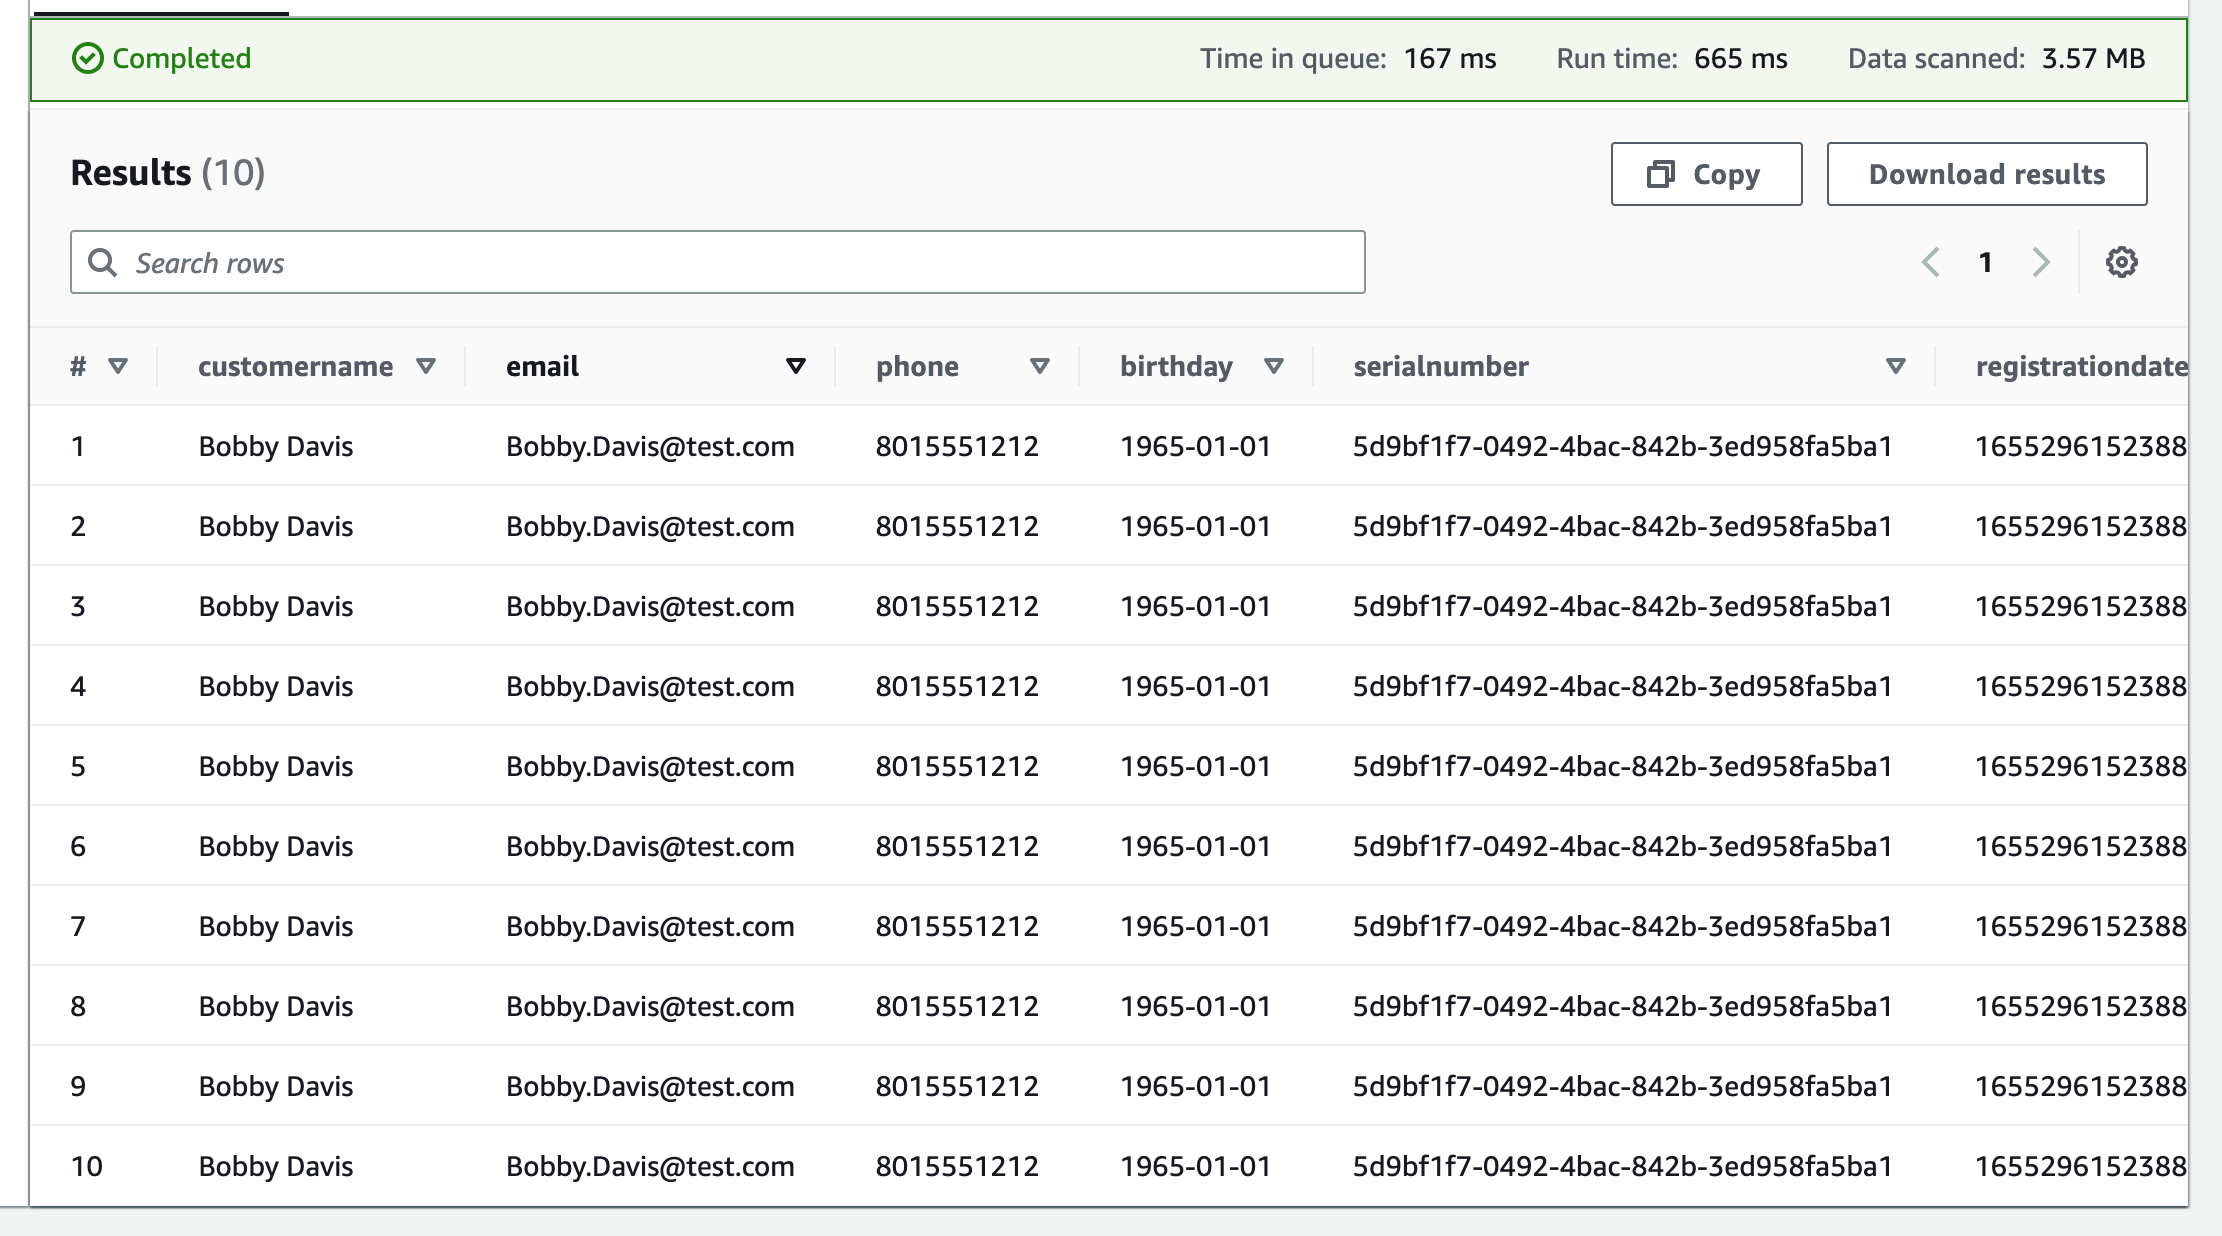 Completed Time in queue: 167 ms Run time: 665 ms Data scanned: 3.57 MB
Results (10) Copy Download results
Search rows 1
# customername email phone birthday serialnumber registrationdate
1 Bobby Davis Bobby.Davis@test.com 8015551212 1965-01-01 5d9bf1f7-0492-4bac-842b-3ed958fa5ba1 1655296152388
2 Bobby Davis Bobby.Davis@test.com 8015551212 1965-01-01 5d9bf1f7-0492-4bac-842b-3ed958fa5ba1 1655296152388
3 Bobby Davis Bobby.Davis@test.com 8015551212 1965-01-01 5d9bf1f7-0492-4bac-842b-3ed958fa5ba1 1655296152388
4 Bobby Davis Bobby.Davis@test.com 8015551212 1965-01-01 5d9bf1f7-0492-4bac-842b-3ed958fa5ba1 1655296152388
5 Bobby Davis Bobby.Davis@test.com 8015551212 1965-01-01 5d9bf1f7-0492-4bac-842b-3ed958fa5ba1 1655296152388
6 Bobby Davis Bobby.Davis@test.com 8015551212 1965-01-01 5d9bf1f7-0492-4bac-842b-3ed958fa5ba1 1655296152388
7 Bobby Davis Bobby.Davis@test.com 8015551212 1965-01-01 5d9bf1f7-0492-4bac-842b-3ed958fa5ba1 1655296152388
8 Bobby Davis Bobby.Davis@test.com 8015551212 1965-01-01 5d9bf1f7-0492-4bac-842b-3ed958fa5ba1 1655296152388
9 Bobby Davis Bobby.Davis@test.com 8015551212 1965-01-01 5d9bf1f7-0492-4bac-842b-3ed958fa5ba1 1655296152388
10 Bobby Davis Bobby.Davis@test.com 8015551212 1965-01-01 5d9bf1f7-0492-4bac-842b-3ed958fa5ba1 1655296152388